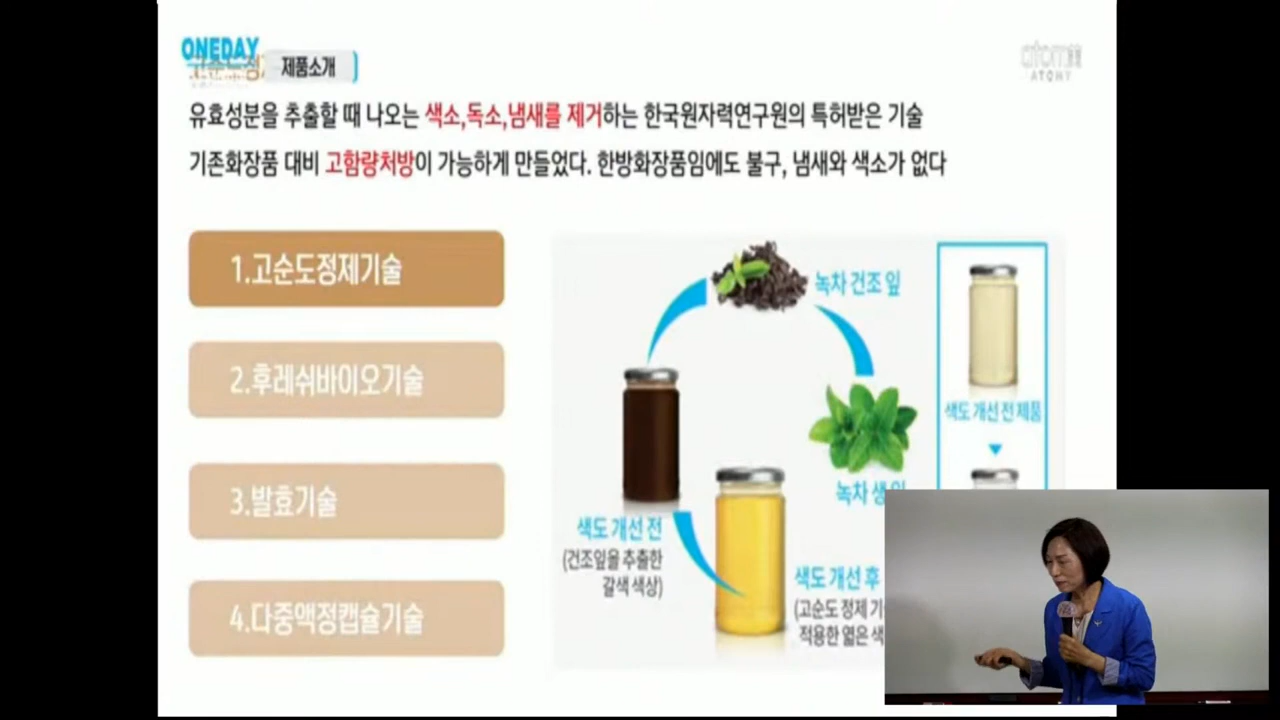 ONEDAY
제품소개
atom美
ATOMY
유효성분을 추출할 때 나오는 색소,독소,냄새를 제거하는 한국원자력연구원의 특허받은 기술
기존화장품 대비 고함량처방이 가능하게 만들었다. 한방화장품임에도 불구, 냄새와 색소가 없다
1.고순도정제기술
2.후레쉬바이오기술
3.발효기술
4.다중액정캡슐기술
녹차 건조 잎
색도 개선 전 제품
녹차 생
색도 개선 전
(건조잎을 추출한
갈색 색상)
색도 개선 후
(고순도 정제
적용한 엷은